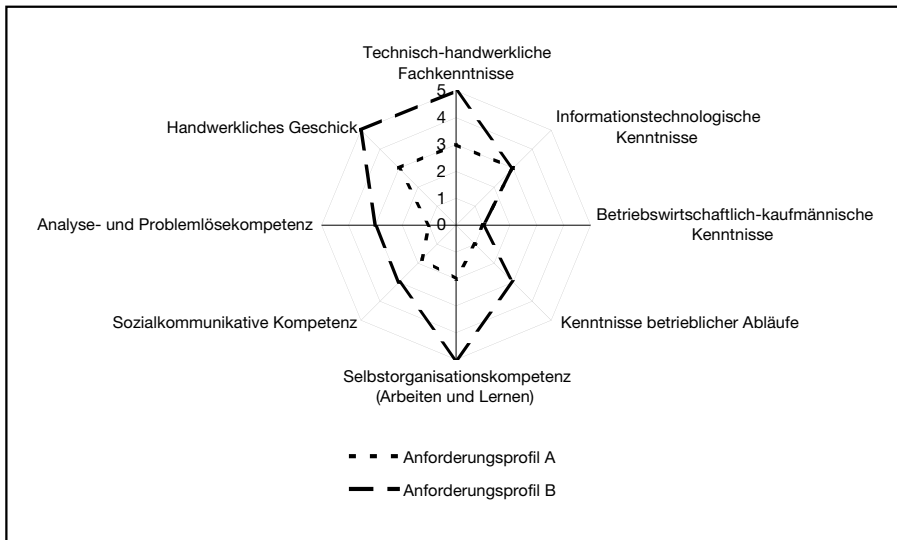 Technisch-handwerkliche
Fachkenntnisse
5
Handwerkliches Geschick
4
Informationstechnologische
Kenntnisse
3
2
1
Analyse- und Problemlösekompetenz
0
Betriebswirtschaftlich-kaufmännische
Kenntnisse
Sozialkommunikative Kompetenz
Kenntnisse betrieblicher Abläufe
Selbstorganisationskompetenz
(Arbeiten und Lernen)
Anforderungsprofil A
Anforderungsprofil B